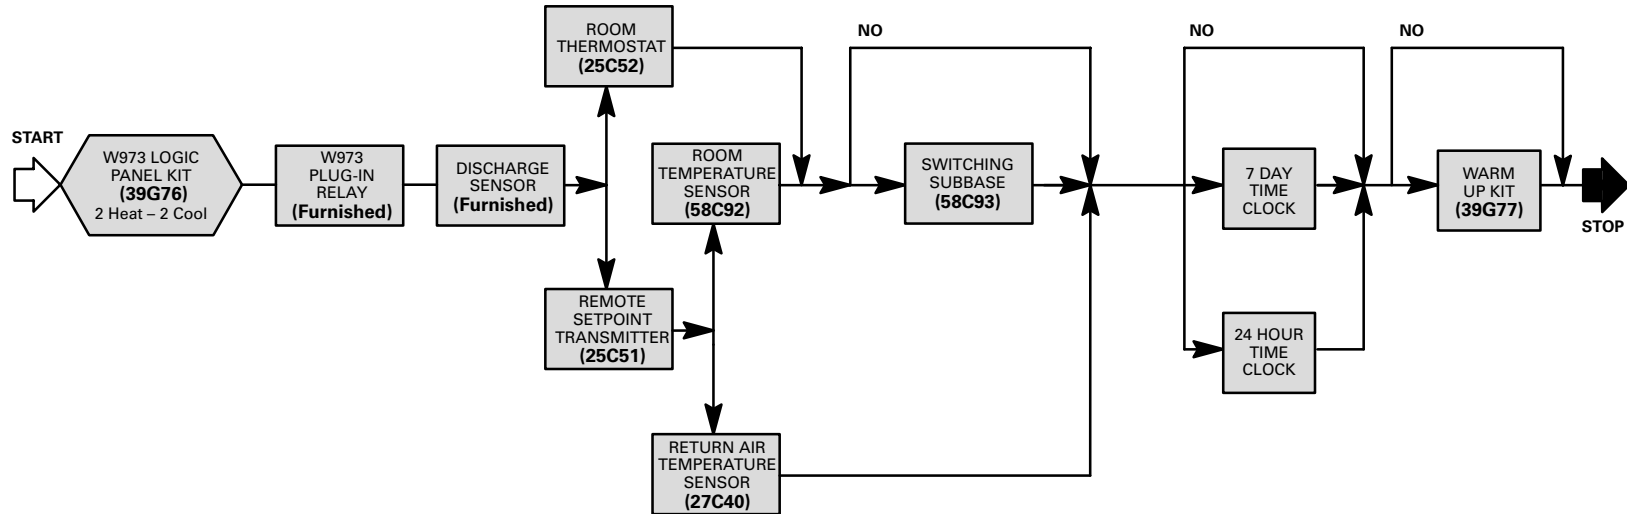 START
W973 LOGIC
PANEL KIT
(39G76)
2 Heat – 2 Cool
W973
PLUG-IN
RELAY
(Furnished)
DISCHARGE
SENSOR
(Furnished)
ROOM
THERMOSTAT
(25C52)
REMOTE
SETPOINT
TRANSMITTER
(25C51)
ROOM
TEMPERATURE
SENSOR
(58C92)
RETURN AIR
TEMPERATURE
SENSOR
(27C40)
NO
SWITCHING
SUBBASE
(58C93)
NO
7 DAY
TIME
CLOCK
24 HOUR
TIME
CLOCK
NO
WARM
UP KIT
(39G77)
STOP